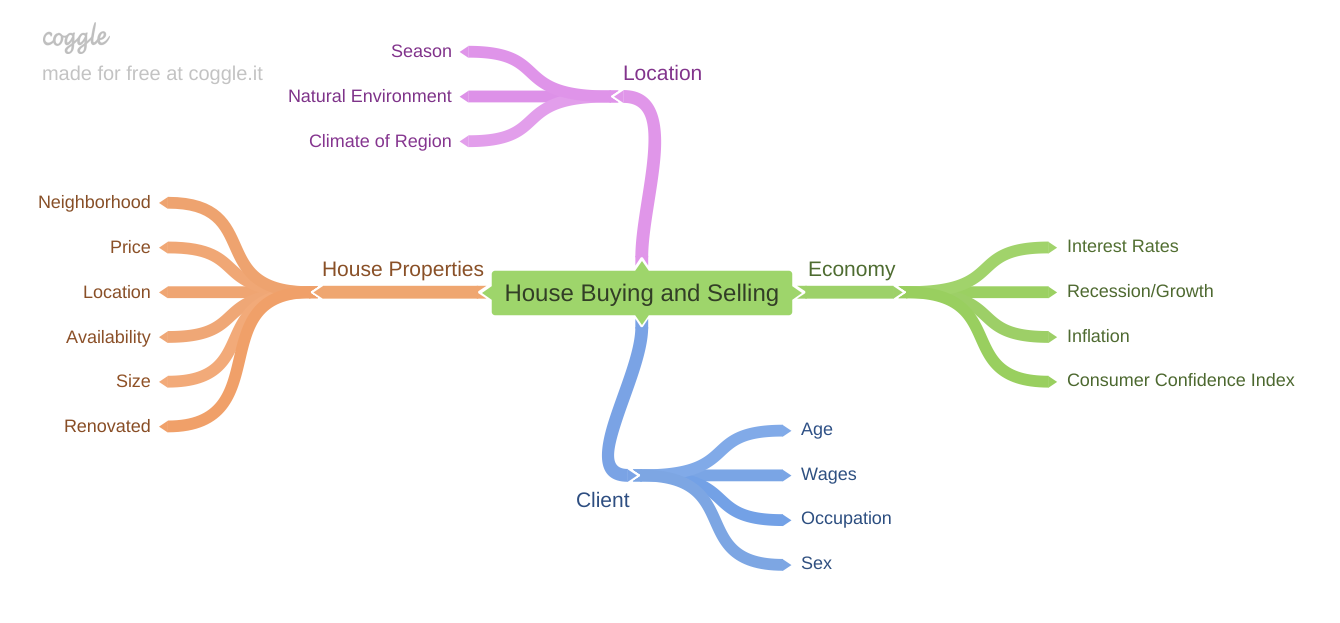 coggle
made for free at coggle.it
Season
Natural Environment
Climate of Region
Location
Neighborhood
Price
Location
Availability
Size
Renovated
House Properties
House Buying and Selling
Economy
Interest Rates
Recession/Growth
Inflation
Consumer Confidence Index
Client
Age
Wages
Occupation
Sex